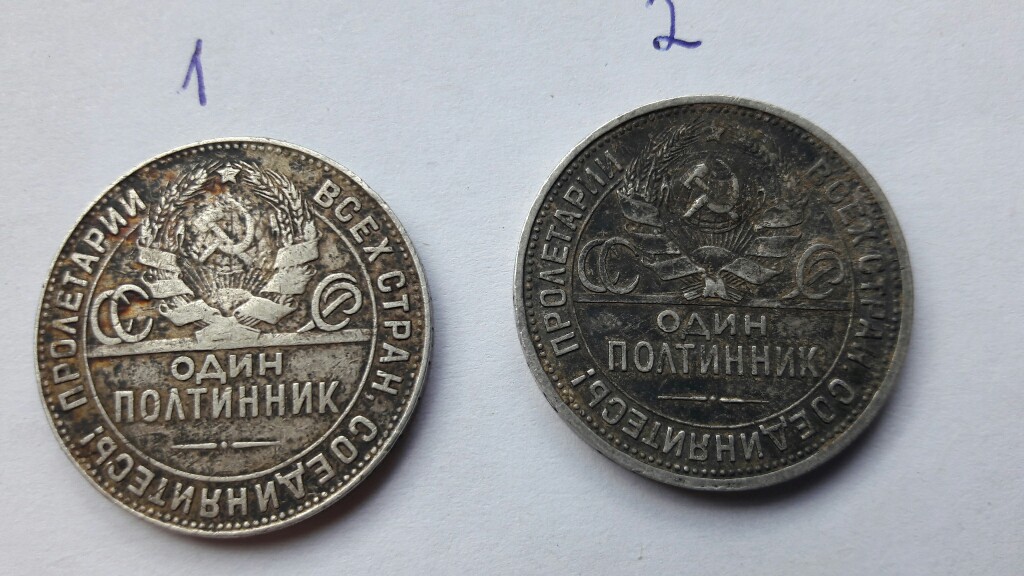 1
2
ПРОЛЕТАРИИ ВСЕХ СТРАН, СОЕДИНЯЙТЕСЬ!
СССР
ОДИН
ПОЛТИННИК
ПРОЛЕТАРИИ ВСЕХ СТРАН, СОЕДИНЯЙТЕСЬ!
СССР
ОДИН
ПОЛТИННИК